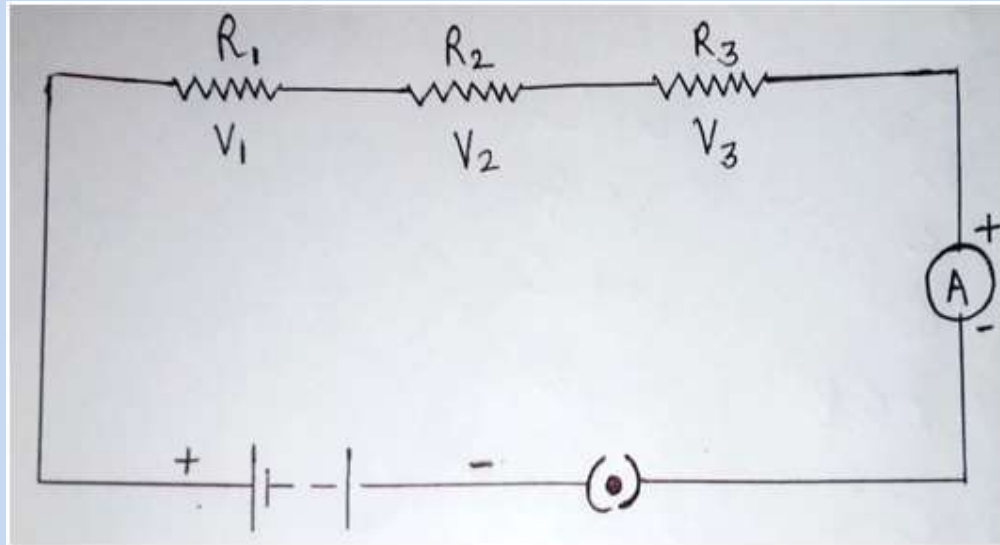 R₁ R₂ R₃
V₁ V₂ V₃
+
A
-
+ -